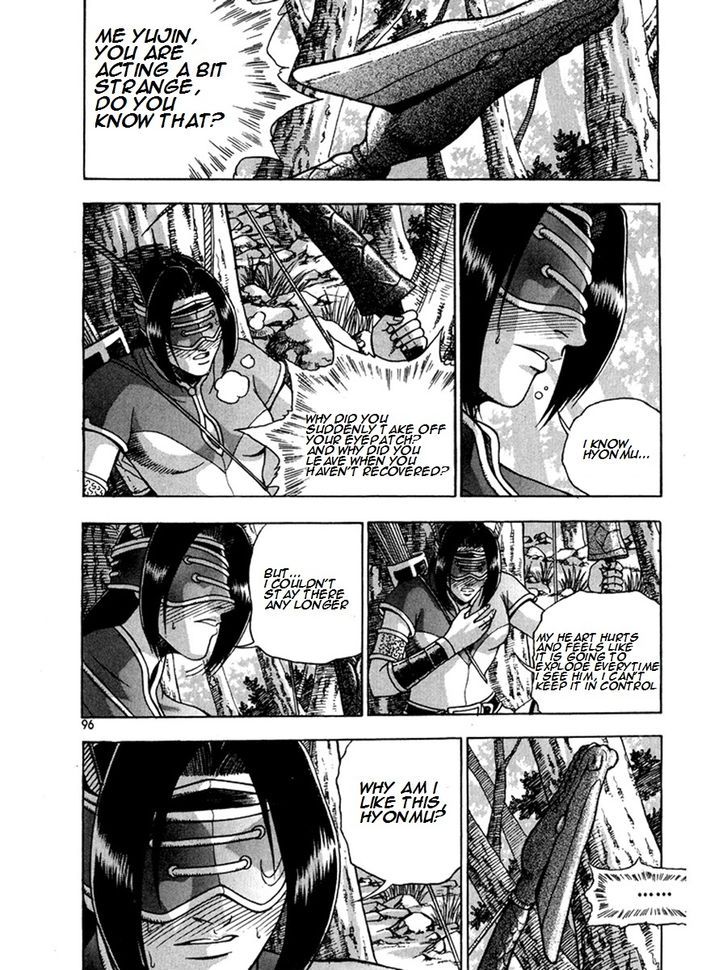 ME YUJIN,
YOU ARE
ACTING A BIT
STRANGE,
DO YOU
KNOW THAT?
WHY DID YOU
SUDDENLY TAKE OFF
YOUR EYEPATCH?
AND WHY DID YOU
LEAVE WHEN YOU
HAVEN'T RECOVERED?
I KNOW,
HYONMU...
BUT...
I COULDN'T
STAY THERE
ANY LONGER
MY HEART HURTS
AND FEELS LIKE
IT IS GOING TO
EXPLODE EVERYTIME
I SEE HIM, I CAN'T
KEEP IT IN CONTROL
96
WHY AM I
LIKE THIS,
HYONMU?
......